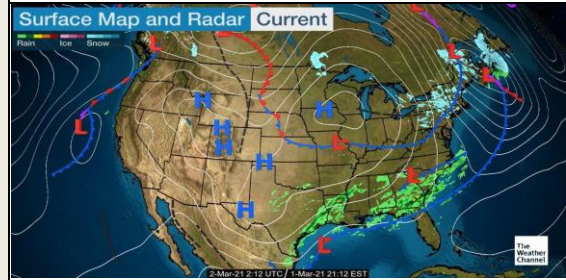 Surface Map and Radar Current
Rain Ice Snow
L
L
L
L
H
H
L
H
H
L
H
L
H
L
The
Weather
Channel
2-Mar-21 2:12 UTC / 1-Mar-21 21:12 EST